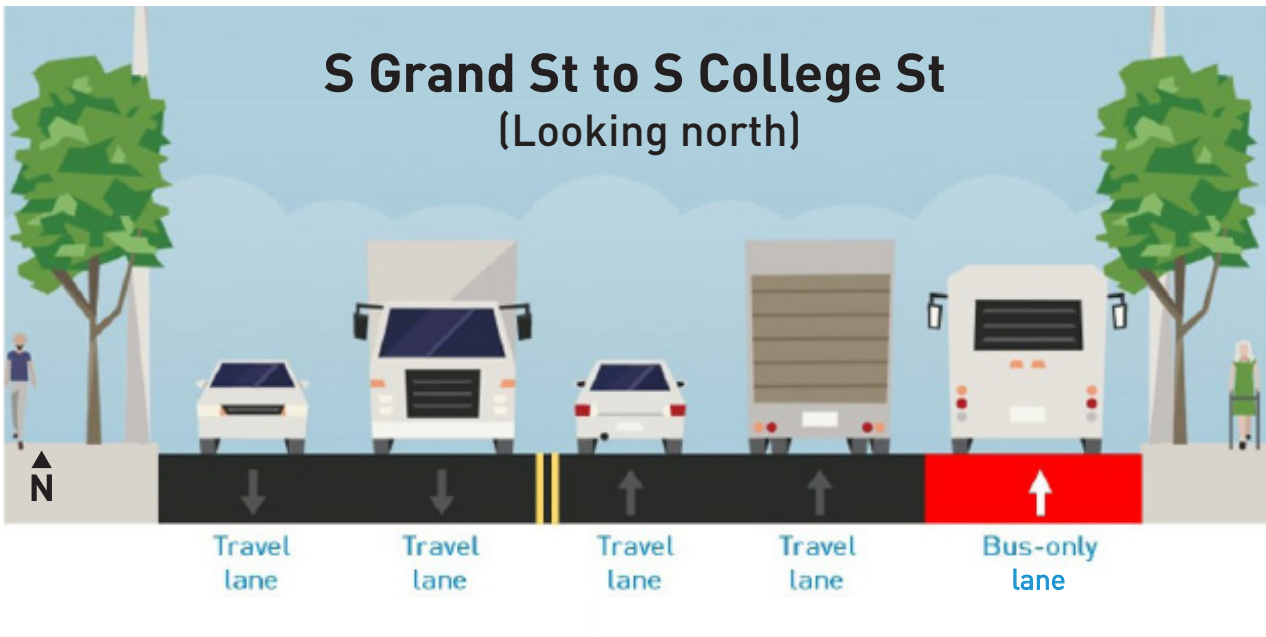 S Grand St to S College St
(Looking north)
N
Travel lane
Travel lane
Travel lane
Travel lane
Bus-only lane